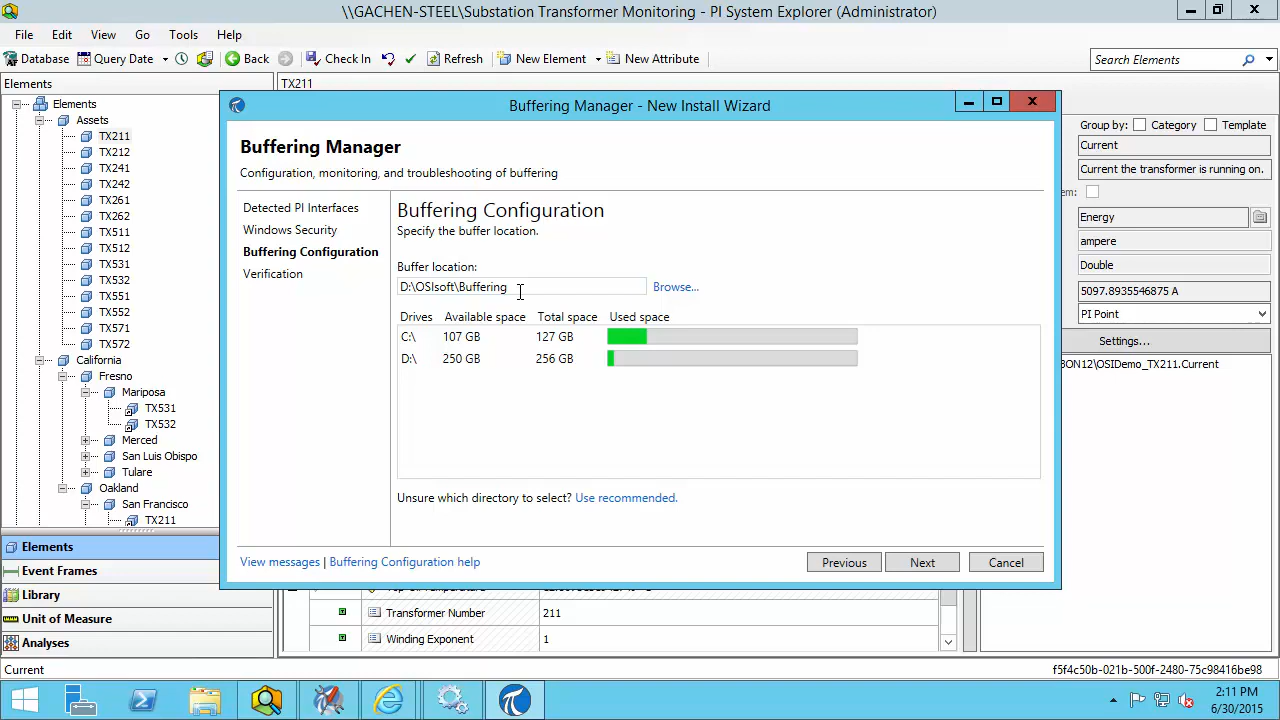 \\GACHEN-STEEL\Substation Transformer Monitoring - PI System Explorer (Administrator)
File Edit View Go Tools Help
Database Query Date Back Check In Refresh New Element New Attribute Search Elements
Elements
TX211
Elements
Assets
TX211
TX212
TX241
TX242
TX261
TX262
TX511
TX512
TX531
TX532
TX551
TX552
TX571
TX572
California
Fresno
Mariposa
TX531
TX532
Merced
San Luis Obispo
Tulare
Oakland
San Francisco
TX211
Elements
Event Frames
Library
Unit of Measure
Analyses
Buffering Manager - New Install Wizard
Buffering Manager
Configuration, monitoring, and troubleshooting of buffering
Detected PI Interfaces
Windows Security
Buffering Configuration
Verification
Buffering Configuration
Specify the buffer location.
Buffer location:
D:\OSIsoft\Buffering Browse...
Drives Available space Total space Used space
C:\ 107 GB 127 GB
D:\ 250 GB 256 GB
Unsure which directory to select? Use recommended.
View messages | Buffering Configuration help
Previous Next Cancel
Group by: Category Template
Current
Current the transformer is running on.
Energy
ampere
Double
5097.8935546875 A
PI Point
Settings...
BON12\OSIDemo_TX211.Current
Transformer Number 211
Winding Exponent 1
Current
f5f4c50b-021b-500f-2480-75c98416be98
2:11 PM
6/30/2015